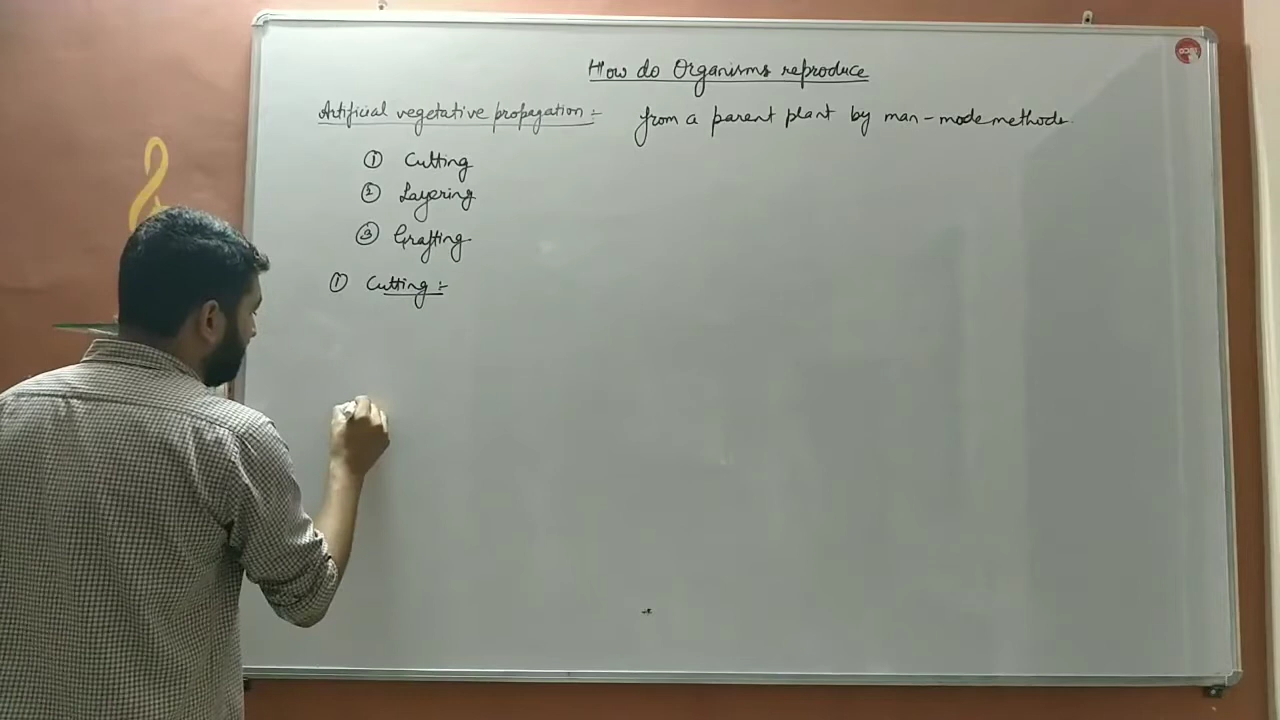 How do Organisms reproduce
Artificial vegetative propagation :- from a parent plant by man-mode methods.
① Cutting
② Layering
③ Grafting
① Cutting :-